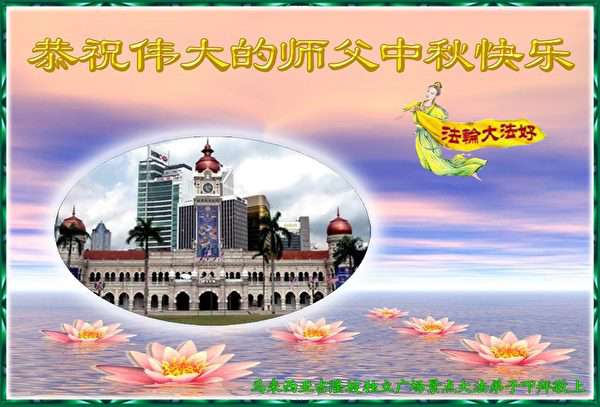 恭祝伟大的师父中秋快乐
法輪大法好
马来西亚吉隆坡独立广场景点大法弟子叩拜敬上